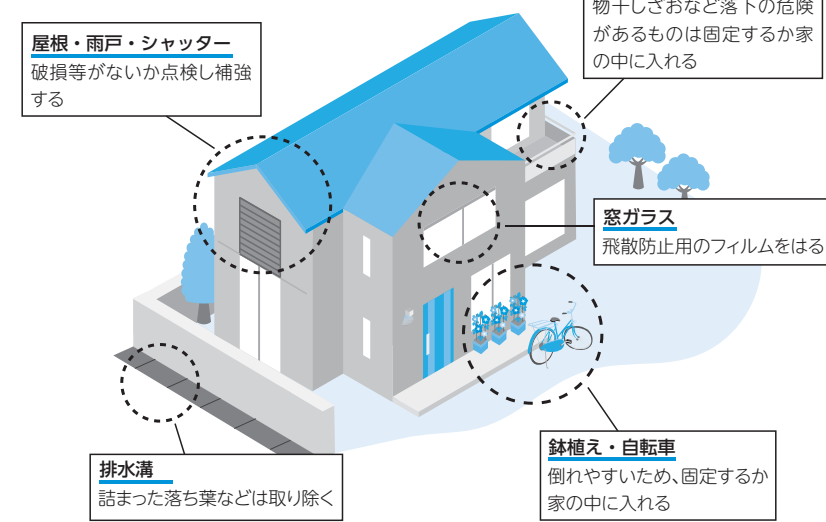 物干しざおなど落下の危険
があるものは固定するか家
の中に入れる
屋根・雨戸・シャッター
破損等がないか点検し補強
する
窓ガラス
飛散防止用のフィルムをはる
鉢植え・自転車
倒れやすいため、固定するか
家の中に入れる
排水溝
詰まった落ち葉などは取り除く